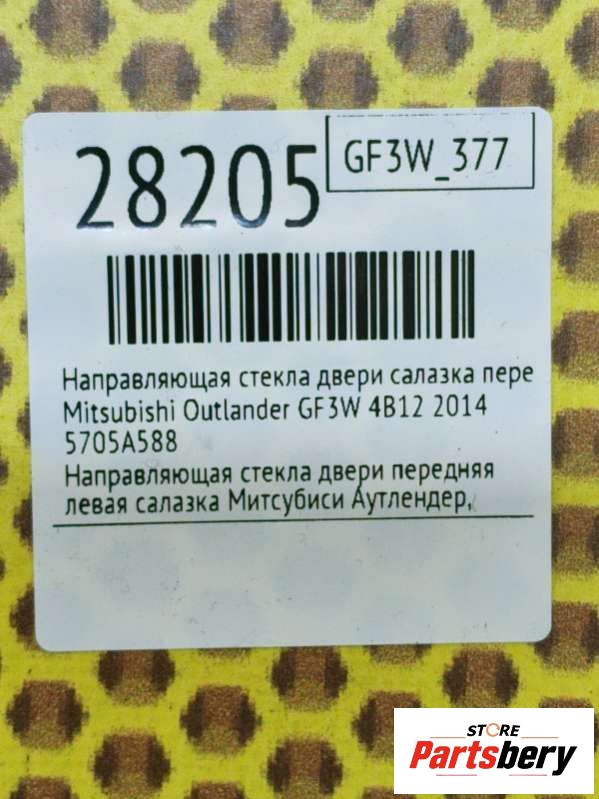 28205
GF3W_377
Направляющая стекла двери салазка пере
Mitsubishi Outlander GF3W 4B12 2014
5705A588
Направляющая стекла двери передняя
левая салазка Митсубиси Аутлендер,
STORE
Partsbery